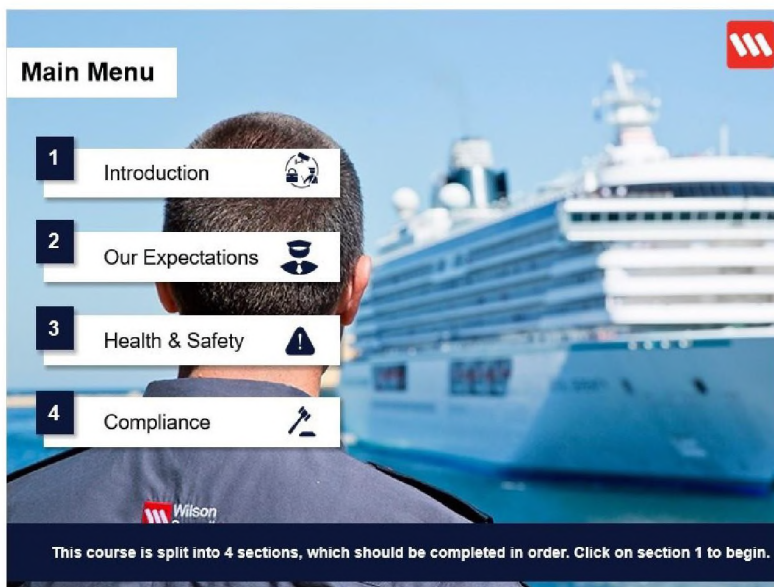 Main Menu
1
Introduction
2
Our Expectations
3
Health & Safety
4
Compliance
Wilson
This course is split into 4 sections, which should be completed in order. Click on section 1 to begin.